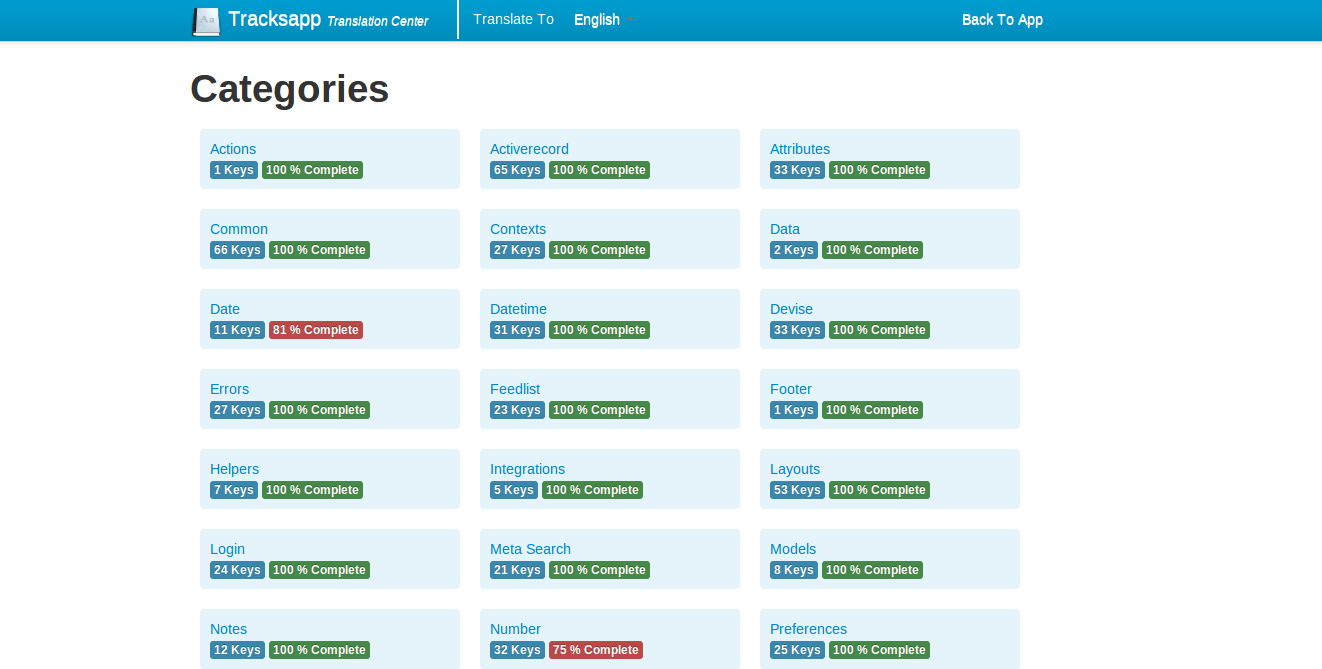 Aa
Tracksapp Translation Center Translate To English Back To App
Categories
Actions Activerecord Attributes
1 Keys 100 % Complete 65 Keys 100 % Complete 33 Keys 100 % Complete
Common Contexts Data
66 Keys 100 % Complete 27 Keys 100 % Complete 2 Keys 100 % Complete
Date Datetime Devise
11 Keys 81 % Complete 31 Keys 100 % Complete 33 Keys 100 % Complete
Errors Feedlist Footer
27 Keys 100 % Complete 23 Keys 100 % Complete 1 Keys 100 % Complete
Helpers Integrations Layouts
7 Keys 100 % Complete 5 Keys 100 % Complete 53 Keys 100 % Complete
Login Meta Search Models
24 Keys 100 % Complete 21 Keys 100 % Complete 8 Keys 100 % Complete
Notes Number Preferences
12 Keys 100 % Complete 32 Keys 75 % Complete 25 Keys 100 % Complete